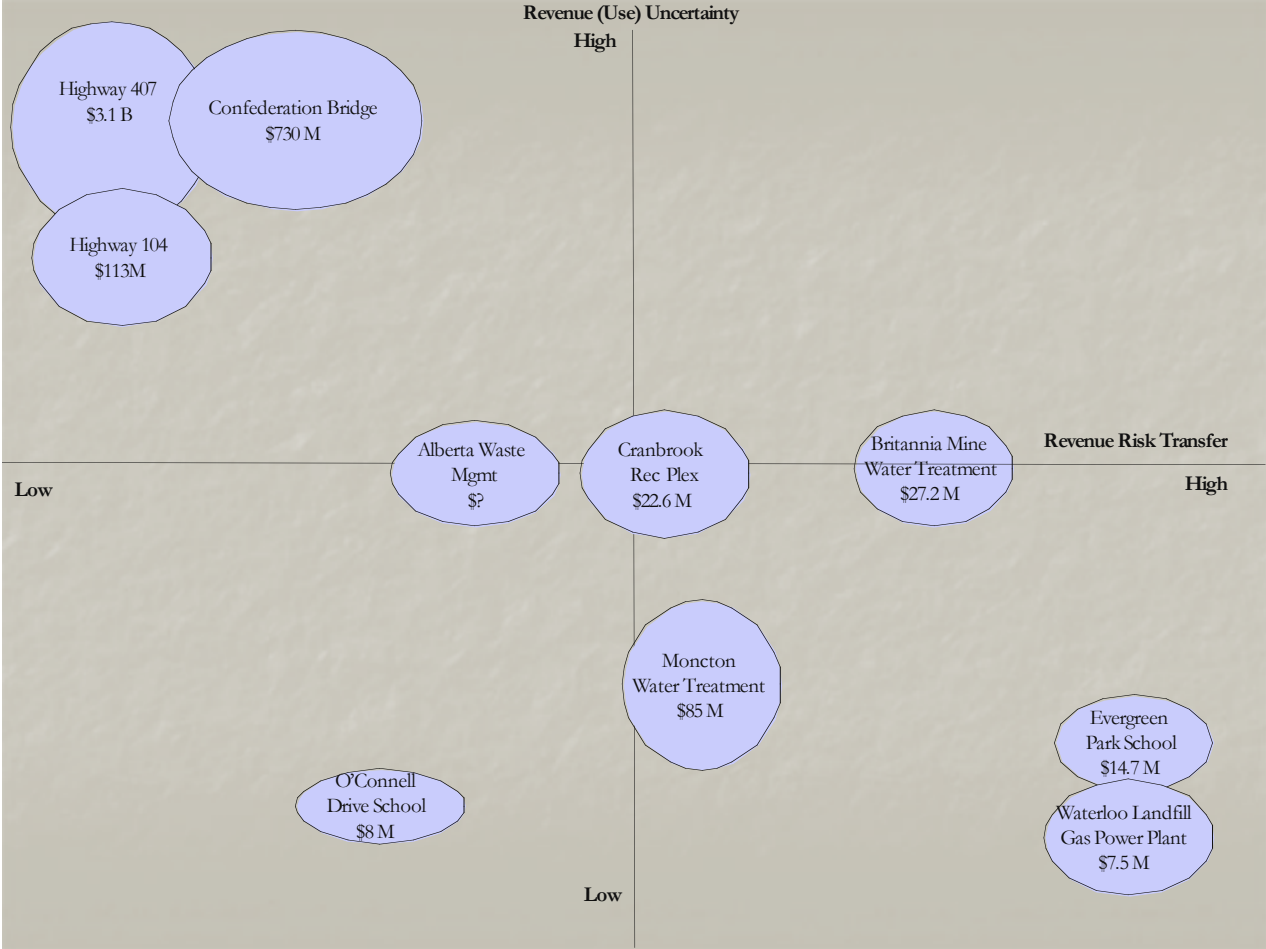 Revenue (Use) Uncertainty
High
Highway 407
$3.1 B
Confederation Bridge
$730 M
Highway 104
$113M
Alberta Waste
Mgmt
$?
Cranbrook
Rec Plex
$22.6 M
Britannia Mine
Water Treatment
$27.2 M
Revenue Risk Transfer
Low
High
Moncton
Water Treatment
$85 M
Evergreen
Park School
$14.7 M
O’Connell
Drive School
$8 M
Waterloo Landfill
Gas Power Plant
$7.5 M
Low